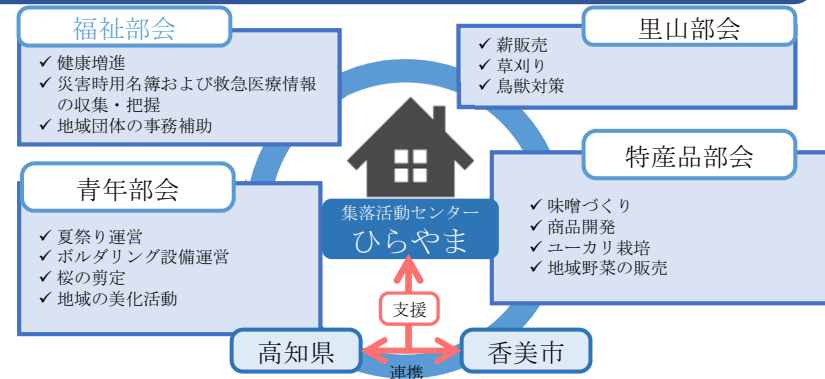 福祉部会
✓ 健康増進
✓ 災害時用名簿および救急医療情報
の収集・把握
✓ 地域団体の事務補助
里山部会
✓ 薪販売
✓ 草刈り
✓ 鳥獣対策
青年部会
✓ 夏祭り運営
✓ ボルダリング設備運営
✓ 桜の剪定
✓ 地域の美化活動
集落活動センター
ひらやま
特産品部会
✓ 味噌づくり
✓ 商品開発
✓ ユーカリ栽培
✓ 地域野菜の販売
支援
高知県
香美市
連携